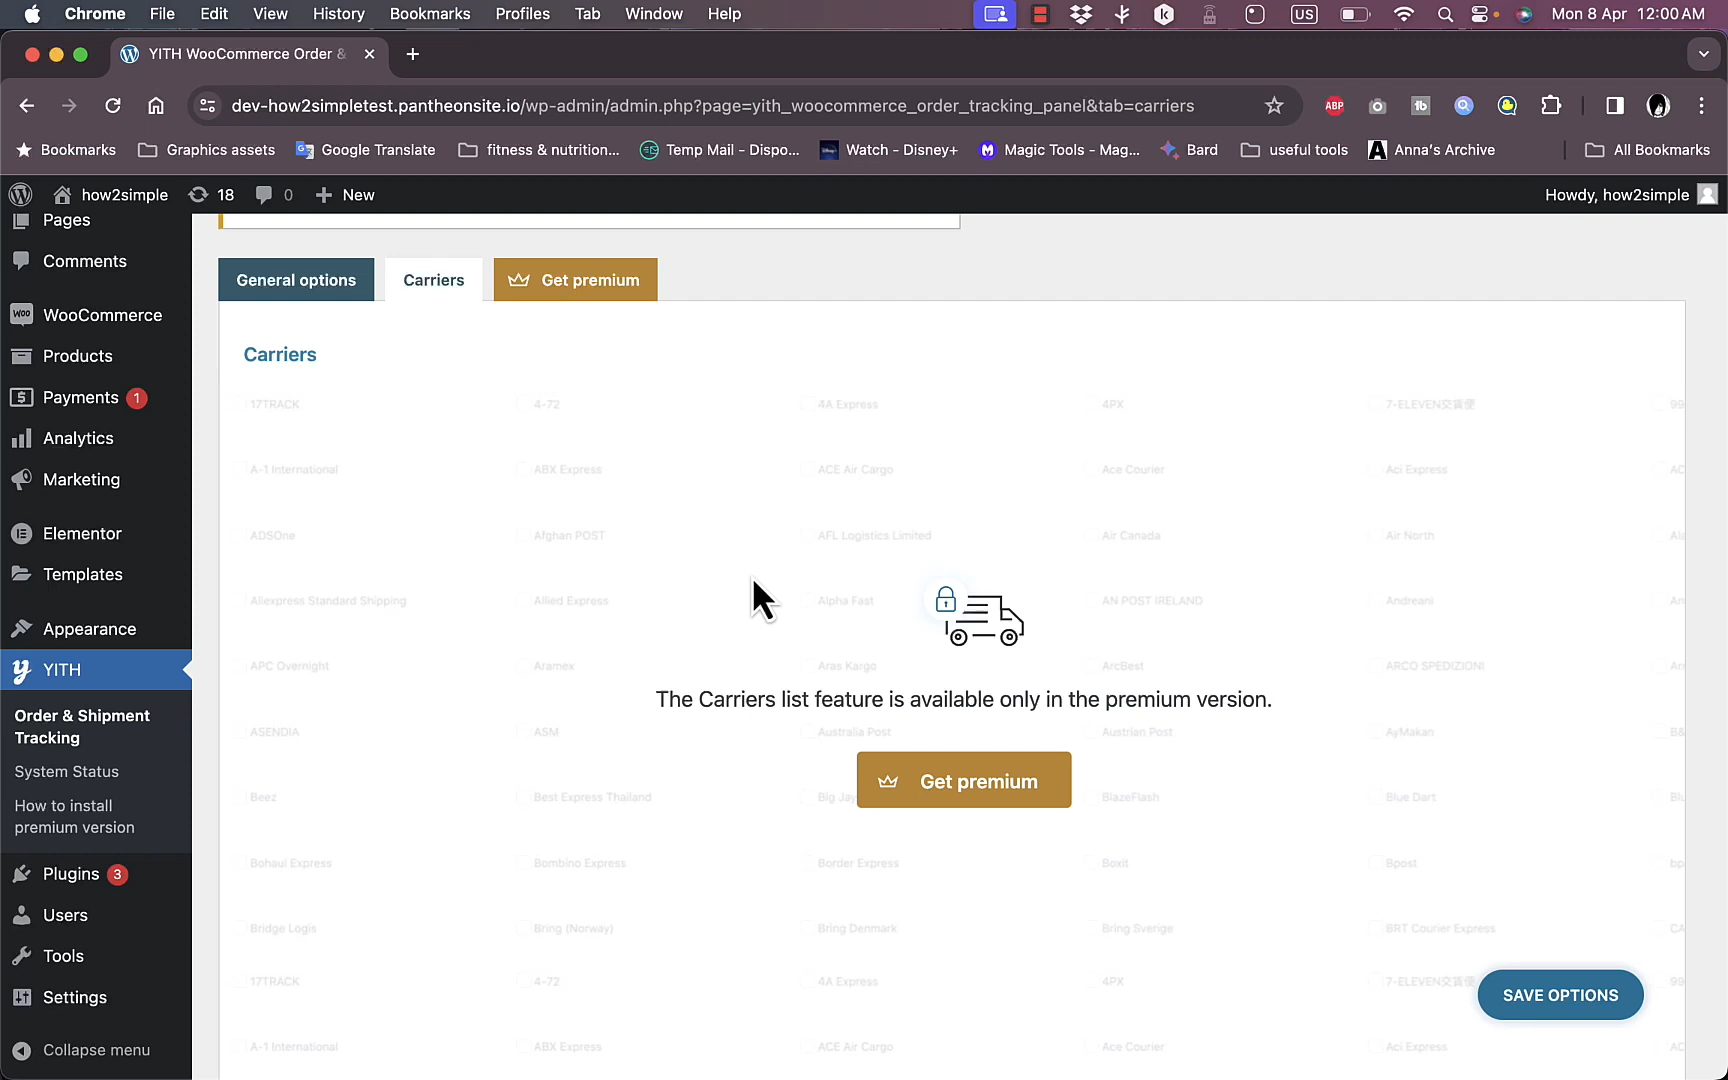 Chrome File Edit View History Bookmarks Profiles Tab Window Help US Mon 8 Apr 12:00 AM
YITH WooCommerce Order &
dev-how2simpletest.pantheonsite.io/wp-admin/admin.php?page=yith_woocommerce_order_tracking_panel&tab=carriers ABP tb
Bookmarks Graphics assets Google Translate fitness & nutrition... Temp Mail - Dispo... Watch - Disney+ Magic Tools - Mag... Bard useful tools Anna's Archive All Bookmarks
how2simple 18 0 New Howdy, how2simple
Pages
Comments
WooCommerce
Products
Payments 1
Analytics
Marketing
Elementor
Templates
Appearance
YITH
Order & Shipment
Tracking
System Status
How to install
premium version
Plugins 3
Users
Tools
Settings
Collapse menu
General options Carriers Get premium
Carriers
17TRACK 4-72 4A Express 4PX 7-ELEVEN交貨便 99
A-1 International ABX Express ACE Air Cargo Ace Courier Aci Express AC
ADSOne Afghan POST AFL Logistics Limited Air Canada Air North Ala
Aliexpress Standard Shipping Allied Express Alpha Fast AN POST IRELAND Andreani
APC Overnight Aramex Aras Kargo ArcBest ARCO SPEDIZIONI
The Carriers list feature is available only in the premium version.
ASENDIA ASM Australia Post Austrian Post AyMakan B&
Get premium
Beez Best Express Thailand Big Jay BlazeFlash Blue Dart
Bohaui Express Bombino Express Border Express Boxit Bpost bp
Bridge Logis Bring (Norway) Bring Denmark Bring Sverige BRT Courier Express CA
17TRACK 4-72 4A Express 4PX 7-ELEVEN交貨便 99
SAVE OPTIONS
A-1 International ABX Express ACE Air Cargo Ace Courier Aci Express AC